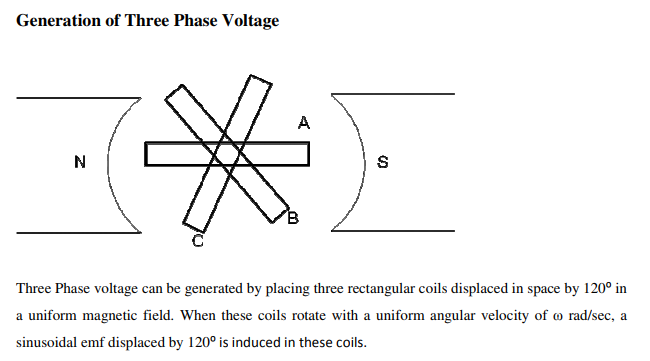 Generation of Three Phase Voltage
A
N
S
B
C
Three Phase voltage can be generated by placing three rectangular coils displaced in space by 120⁰ in
a uniform magnetic field. When these coils rotate with a uniform angular velocity of ω rad/sec, a
sinusoidal emf displaced by 120⁰ is induced in these coils.